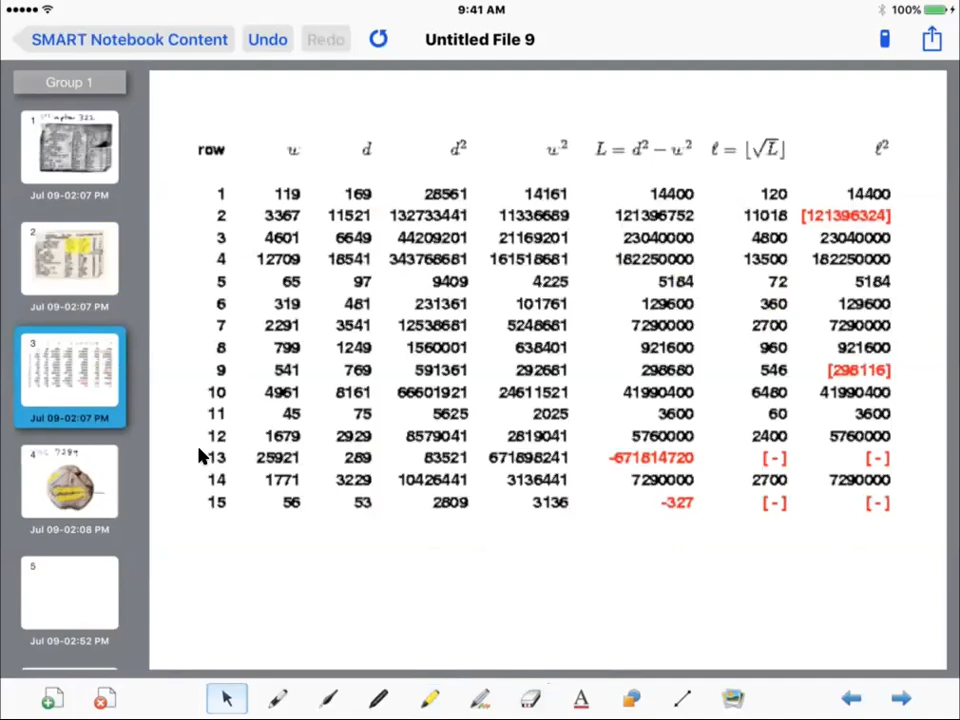 9:41 AM
100%
SMART Notebook Content Undo Redo Untitled File 9
Group 1
1
322
Jul 09-02:07 PM
2
Jul 09-02:07 PM
3
Jul 09-02:07 PM
4
7289
Jul 09-02:08 PM
5
Jul 09-02:52 PM
row w d d² w² L = d² − w² ℓ = ⌊√L⌋ ℓ²
1 119 169 28561 14161 14400 120 14400
2 3367 11521 132733441 11336689 121396752 11018 [121396324]
3 4601 6649 44209201 21169201 23040000 4800 23040000
4 12709 18541 343768681 161518681 182250000 13500 182250000
5 65 97 9409 4225 5184 72 5184
6 319 481 231361 101761 129600 360 129600
7 2291 3541 12538681 5248681 7290000 2700 7290000
8 799 1249 1560001 638401 921600 960 921600
9 541 769 591361 292681 298680 546 [298116]
10 4961 8161 66601921 24611521 41990400 6480 41990400
11 45 75 5625 2025 3600 60 3600
12 1679 2929 8579041 2819041 5760000 2400 5760000
13 25921 289 83521 671898241 -671814720 [-] [-]
14 1771 3229 10426441 3136441 7290000 2700 7290000
15 56 53 2809 3136 -327 [-] [-]
A